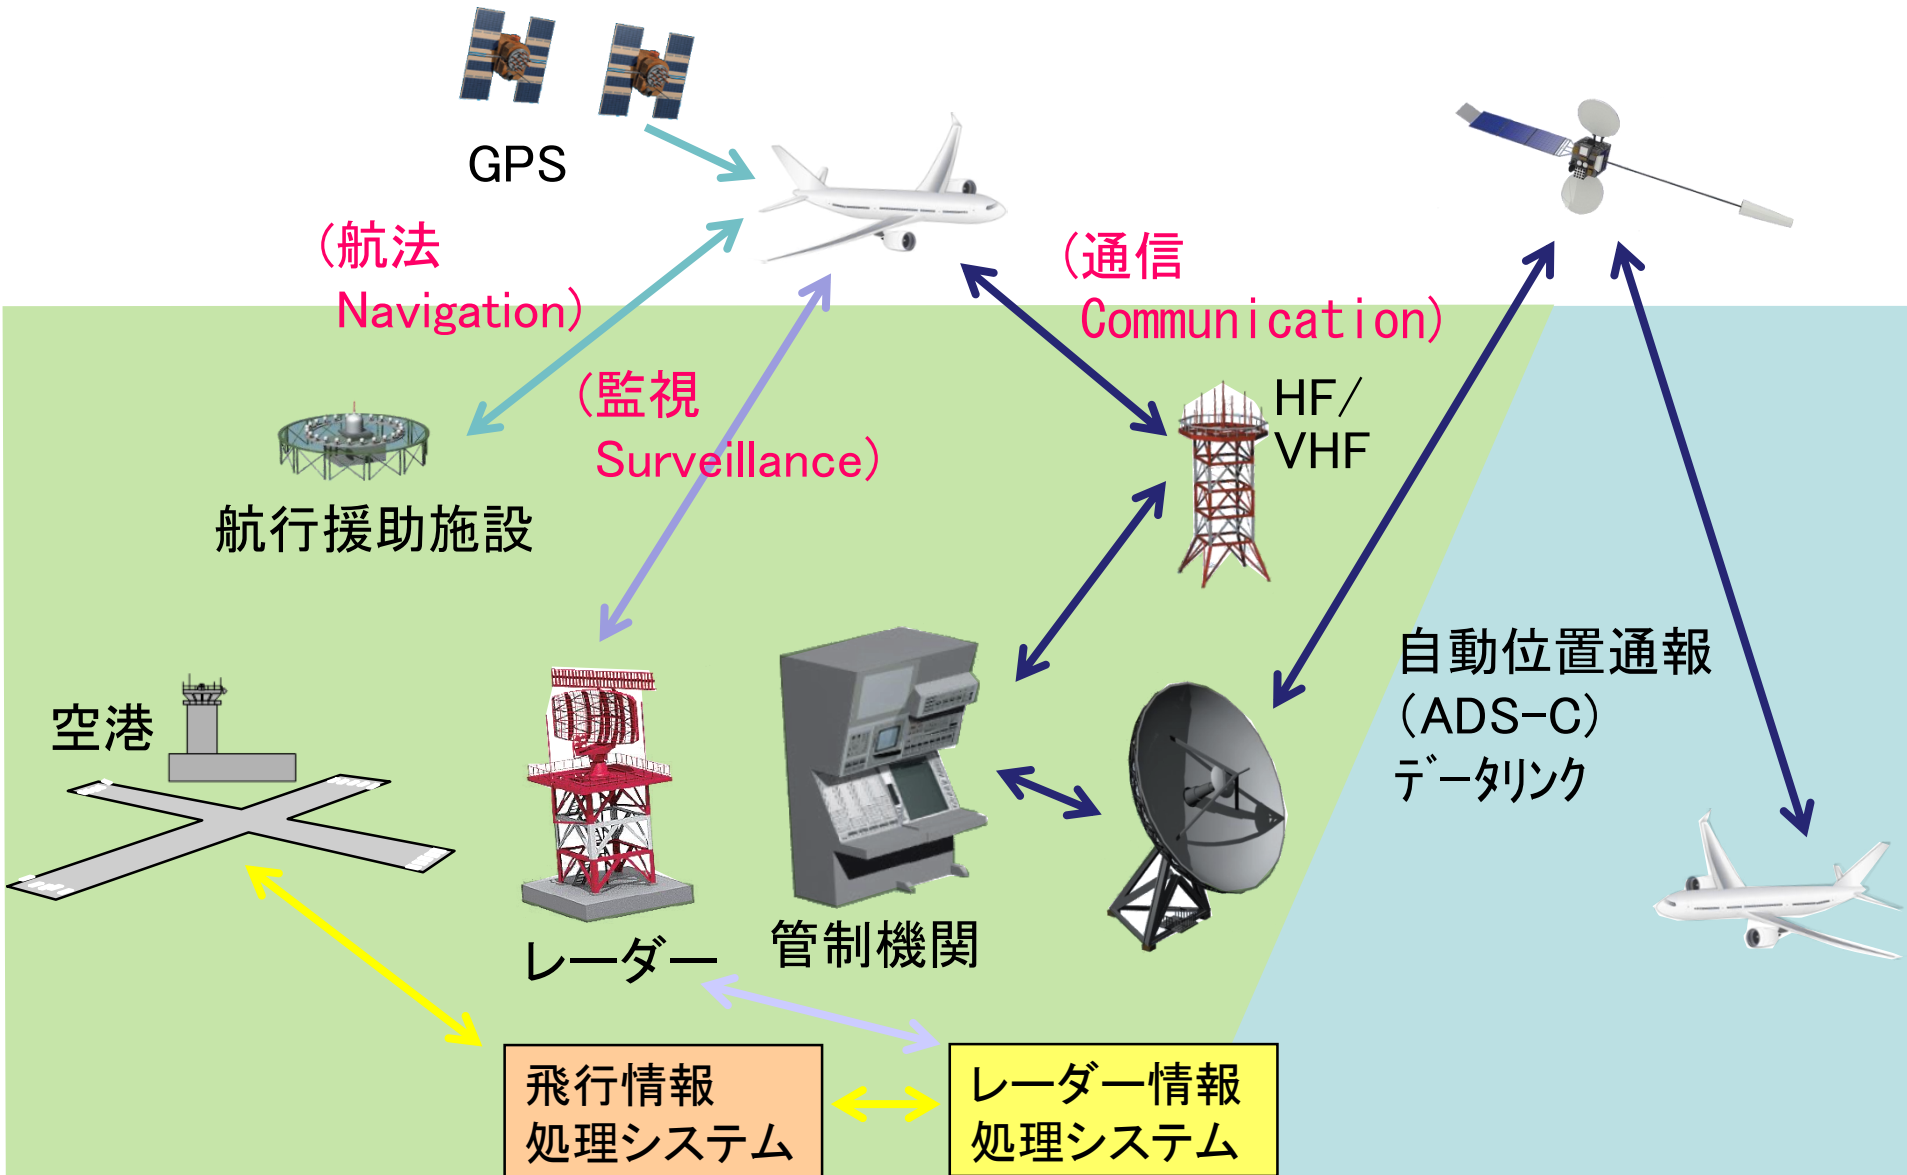 GPS
(航法
Navigation)
(通信
Communication)
(監視
Surveillance)
HF/
VHF
航行援助施設
自動位置通報
(ADS-C)
データリンク
空港
レーダー
管制機関
飛行情報
処理システム
レーダー情報
処理システム